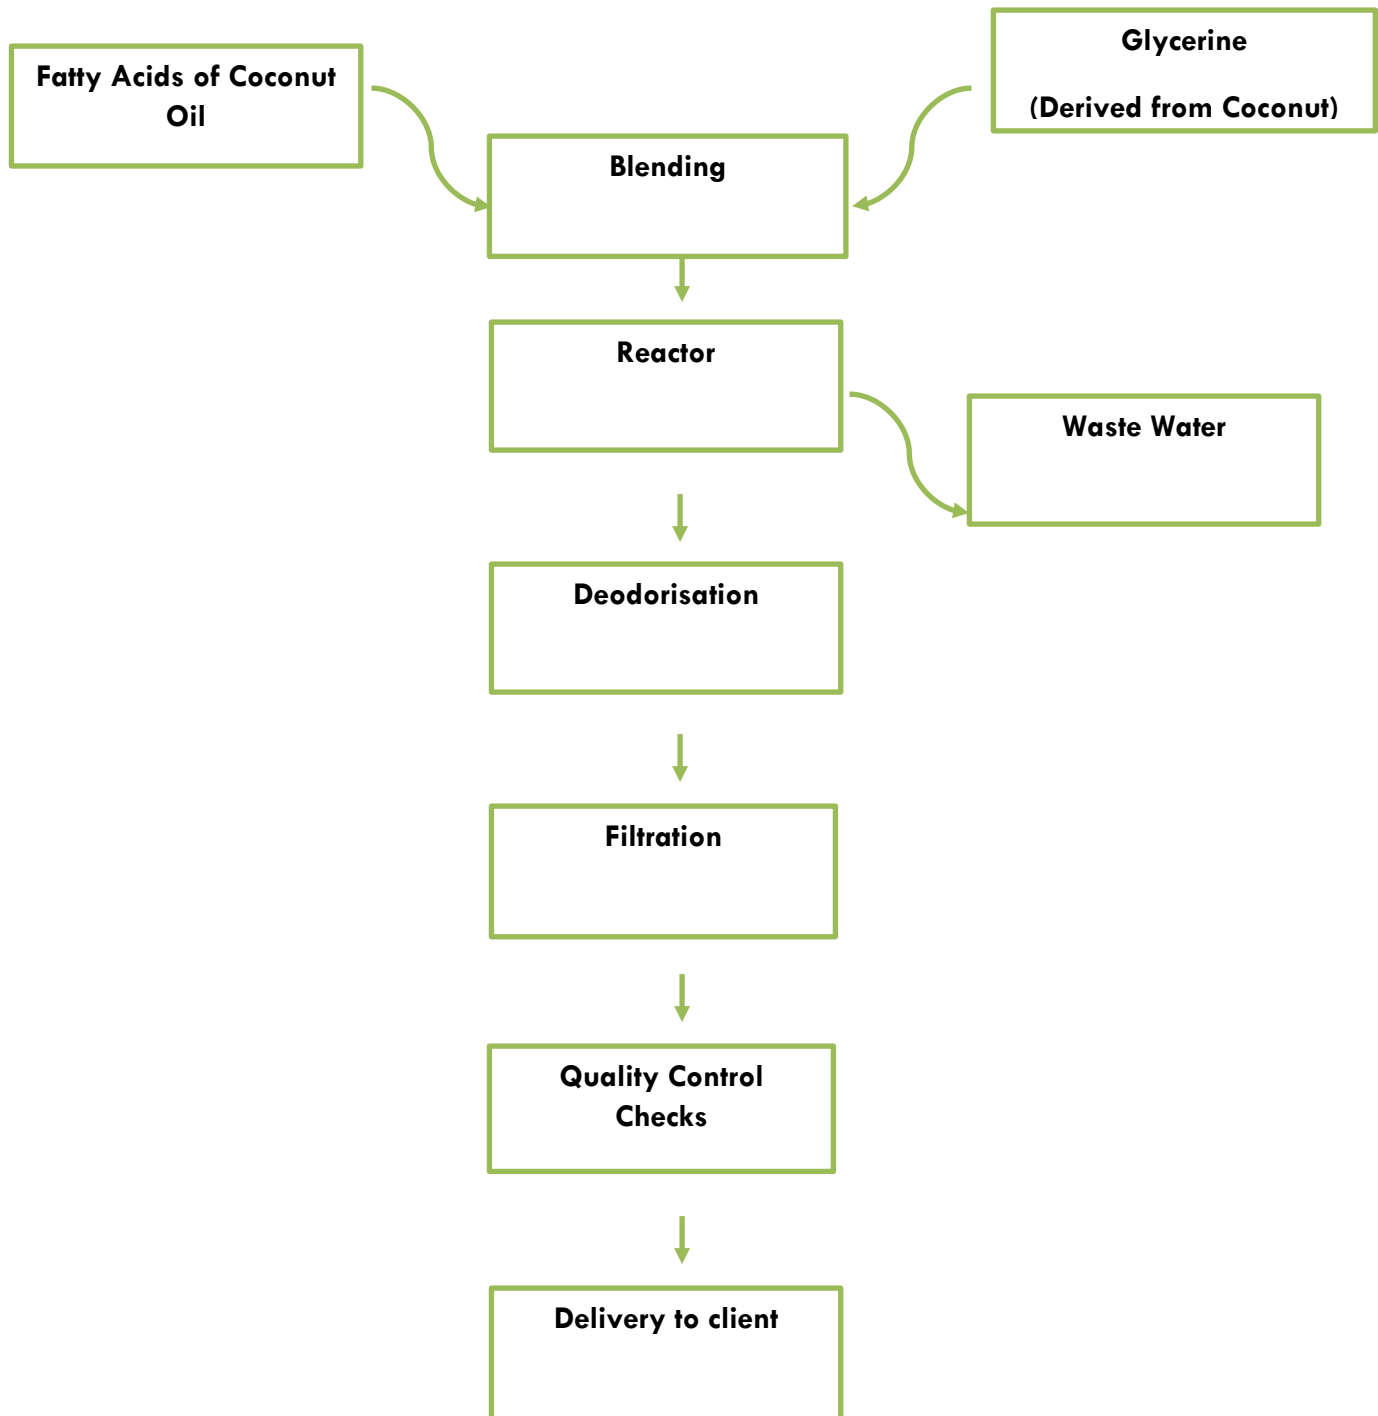 Fatty Acids of Coconut
Oil
Glycerine
(Derived from Coconut)
Blending
Reactor
Waste Water
Deodorisation
Filtration
Quality Control
Checks
Delivery to client